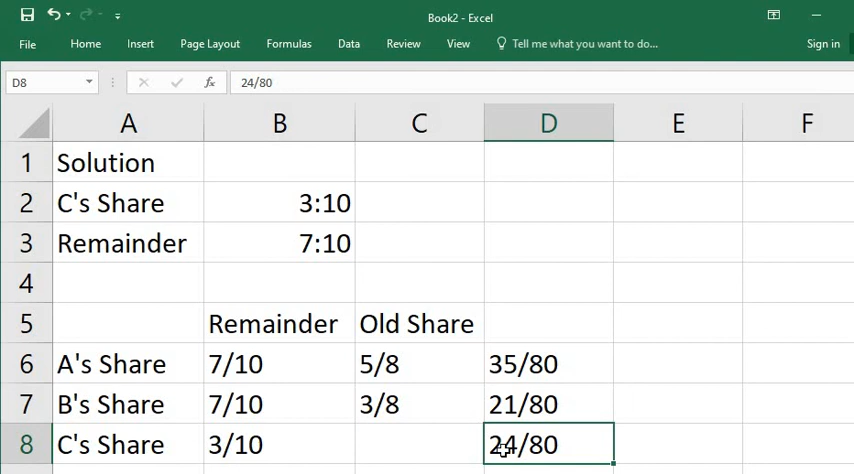 Book2 - Excel
File Home Insert Page Layout Formulas Data Review View Tell me what you want to do... Sign in
D8 fx 24/80
A B C D E F
1 Solution
2 C's Share 3:10
3 Remainder 7:10
4
5 Remainder Old Share
6 A's Share 7/10 5/8 35/80
7 B's Share 7/10 3/8 21/80
8 C's Share 3/10 24/80